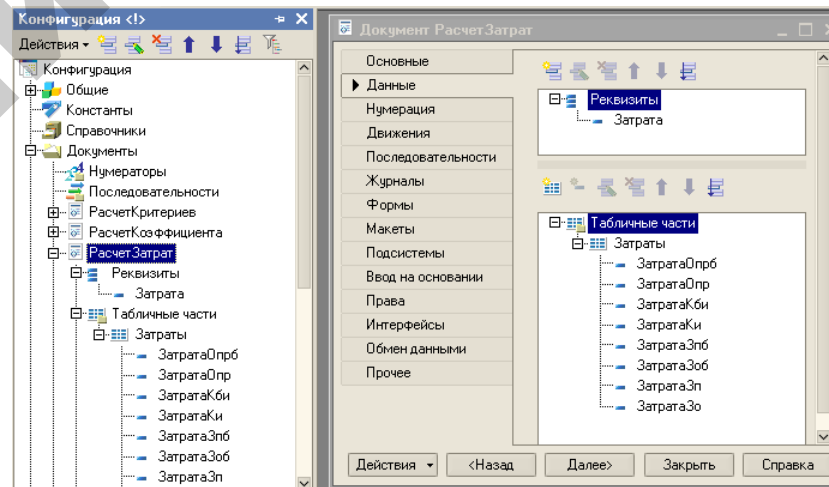 Конфигурация <!>
Действия
Конфигурация
Общие
Константы
Справочники
Документы
Нумераторы
Последовательности
РасчетКритериев
РасчетКоэффициента
РасчетЗатрат
Реквизиты
Затрата
Табличные части
Затраты
ЗатратаОпрб
ЗатратаОпр
ЗатратаКби
ЗатратаКи
ЗатратаЗпб
ЗатратаЗоб
ЗатратаЗп
Документ РасчетЗатрат
Основные
Данные
Нумерация
Движения
Последовательности
Журналы
Формы
Макеты
Подсистемы
Ввод на основании
Права
Интерфейсы
Обмен данными
Прочее
Реквизиты
Затрата
Табличные части
Затраты
ЗатратаОпрб
ЗатратаОпр
ЗатратаКби
ЗатратаКи
ЗатратаЗпб
ЗатратаЗоб
ЗатратаЗп
ЗатратаЗо
Действия <Назад Далее> Закрыть Справка